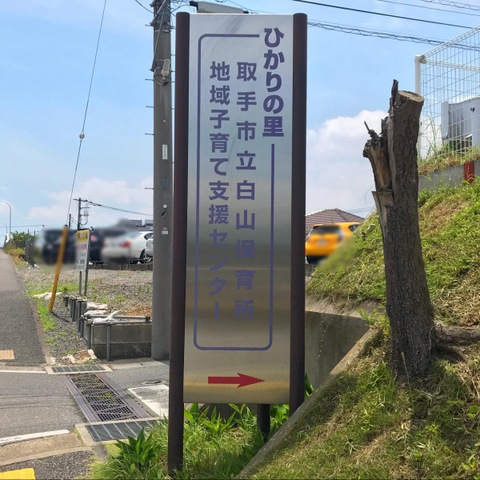 ひかりの里
取手市立白山保育所
地域子育て支援センター